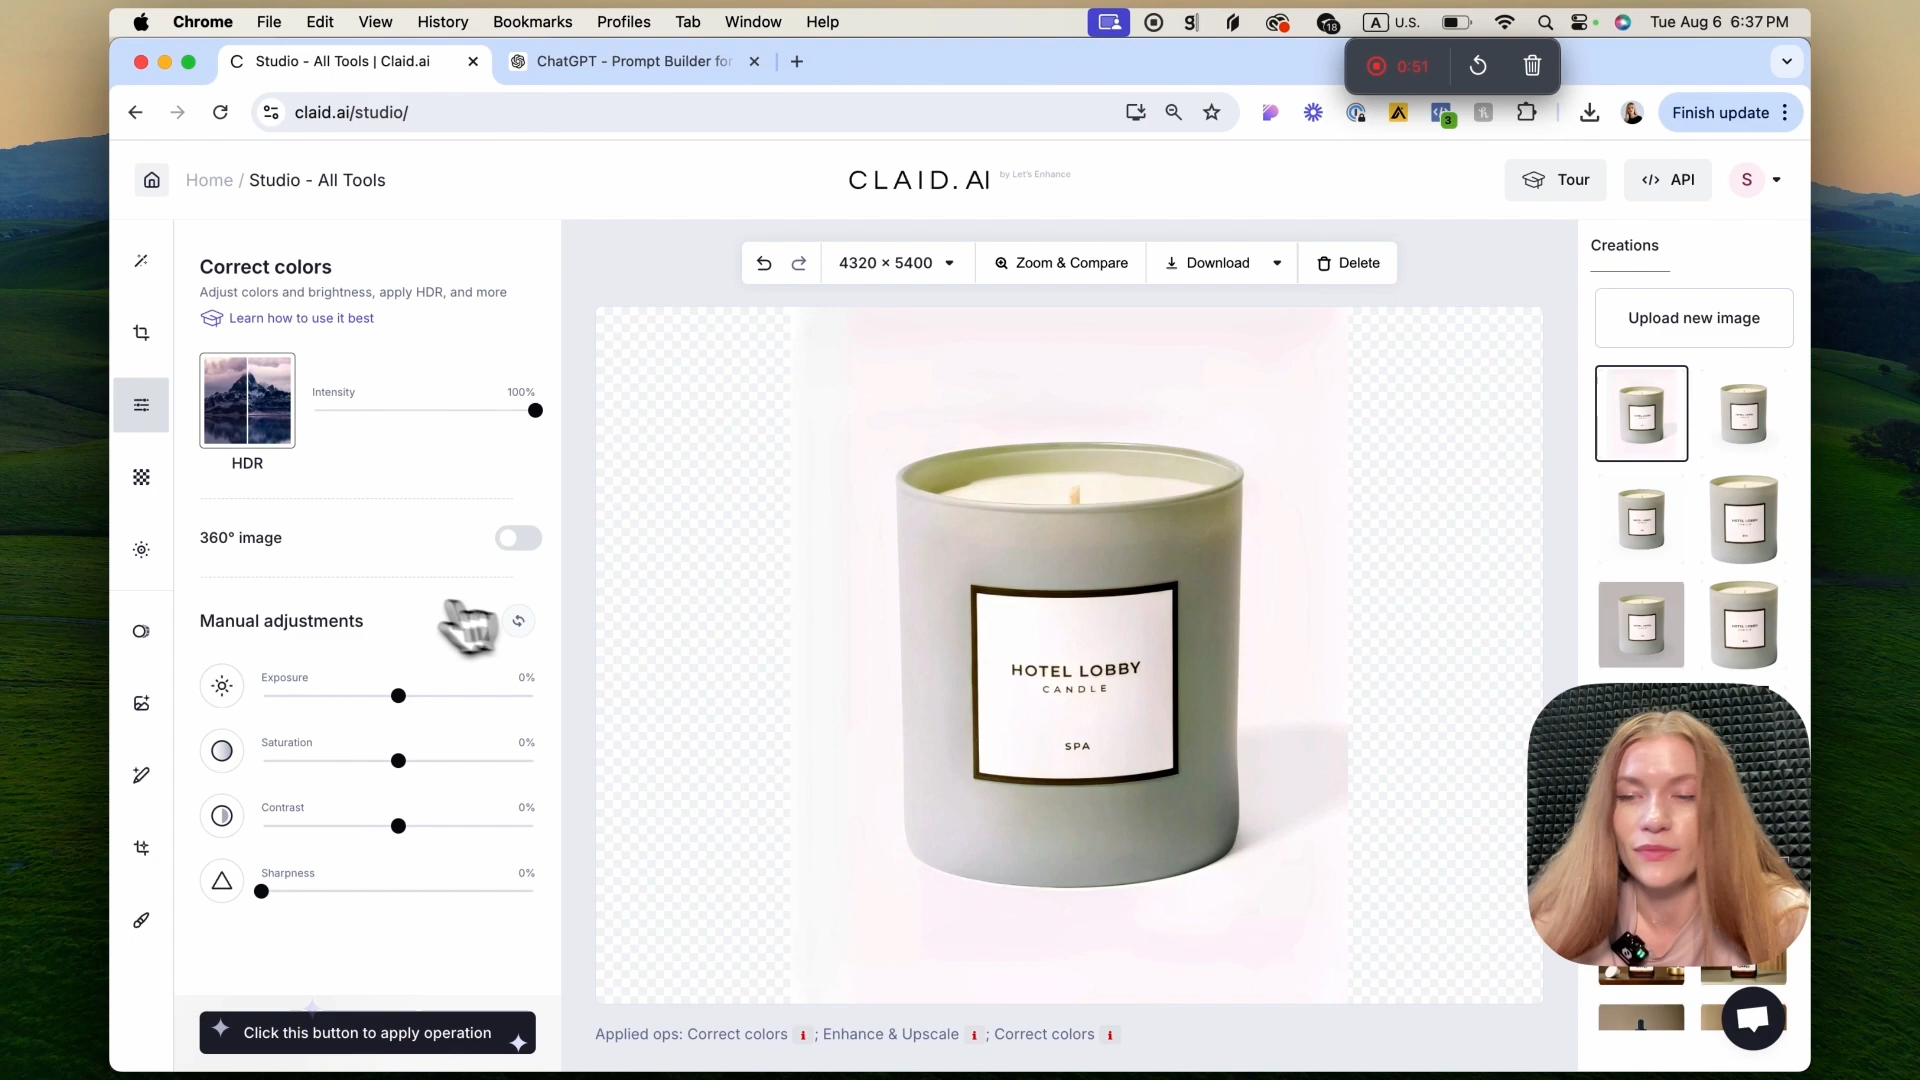 Chrome File Edit View History Bookmarks Profiles Tab Window Help
18 A U.S. Tue Aug 6 6:37 PM
Studio - All Tools | Claid.ai
ChatGPT - Prompt Builder for
0:51
claid.ai/studio/
3
Finish update
Home / Studio - All Tools
CLAID.AI by Let's Enhance
Tour
API
S
Correct colors
Adjust colors and brightness, apply HDR, and more
Learn how to use it best
Intensity 100%
HDR
360° image
Manual adjustments
Exposure 0%
Saturation 0%
Contrast 0%
Sharpness 0%
Click this button to apply operation
4320 × 5400
Zoom & Compare
Download
Delete
HOTEL LOBBY
CANDLE
SPA
Applied ops: Correct colors i ; Enhance & Upscale i ; Correct colors i
Creations
Upload new image